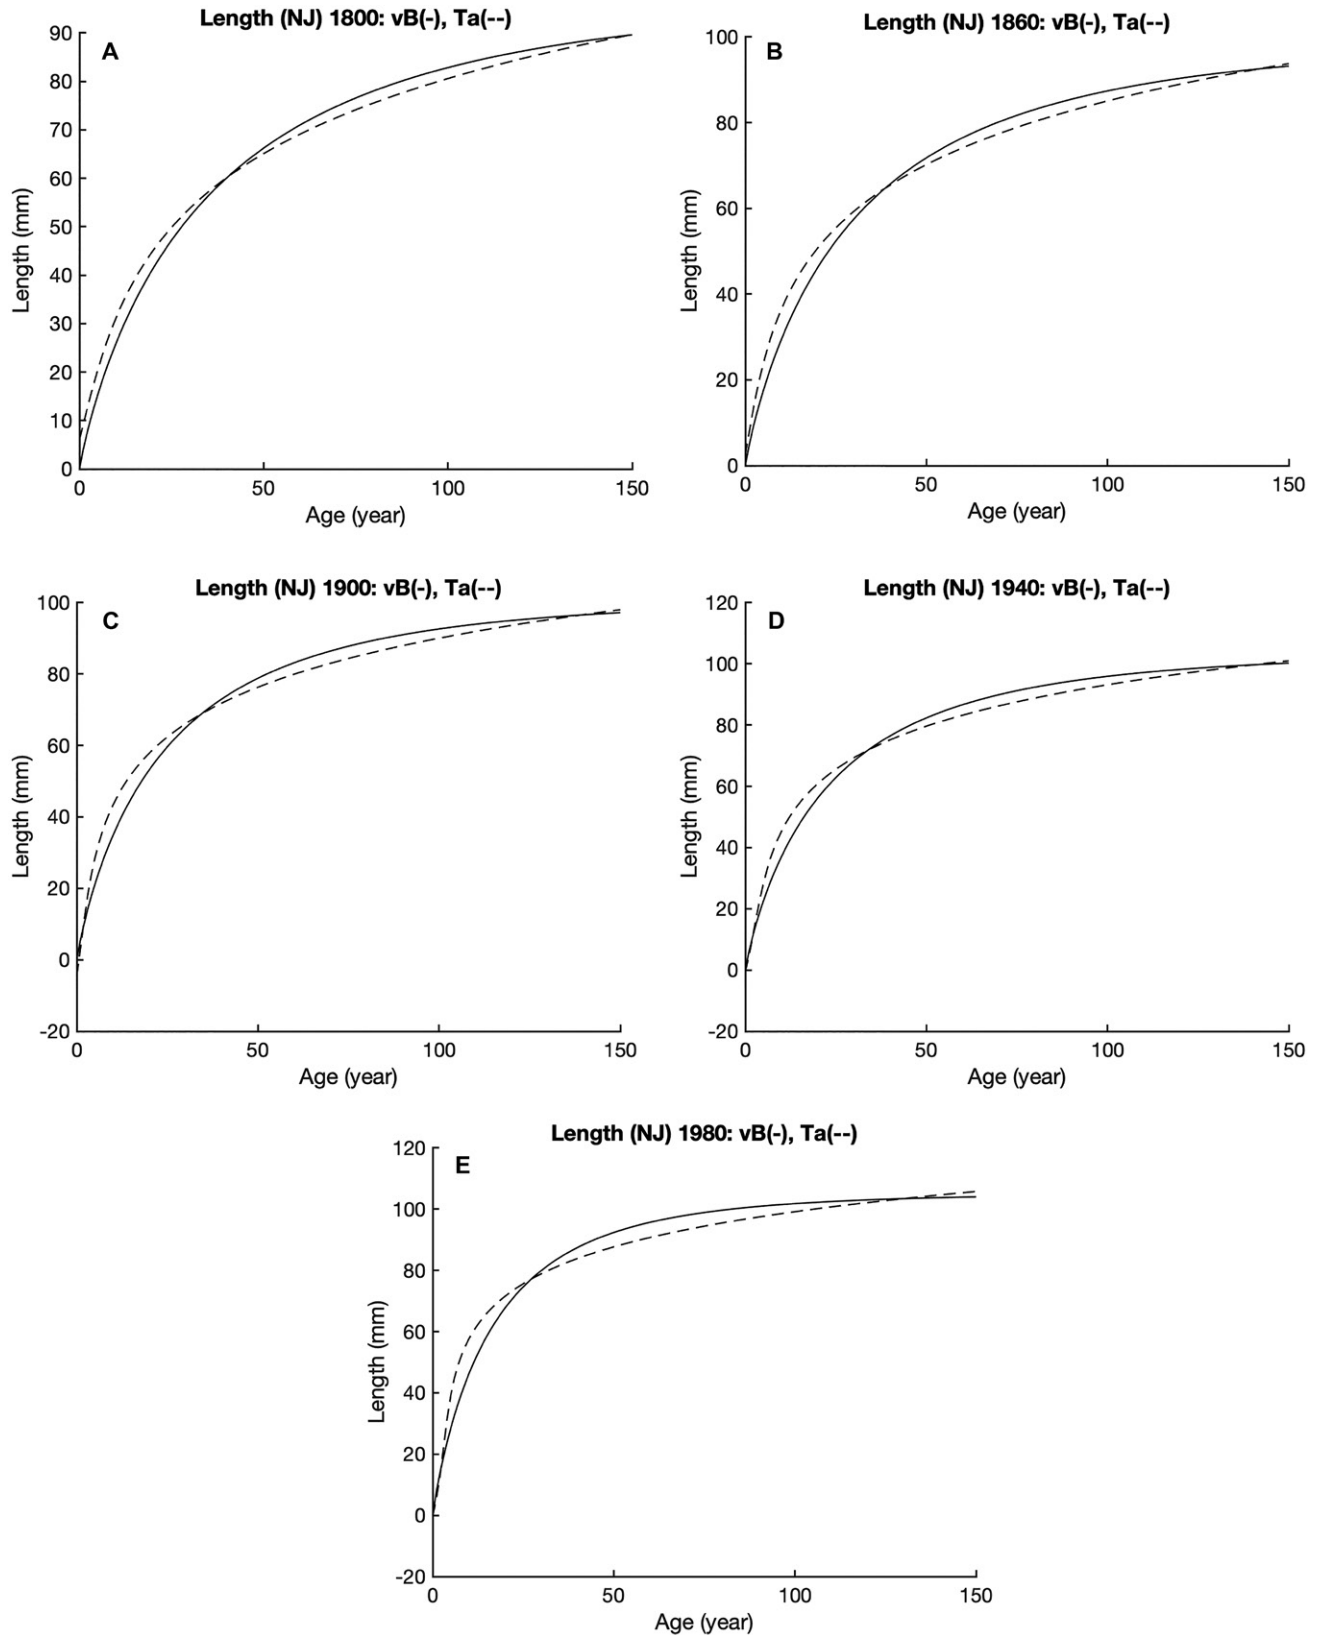 Length (NJ) 1800: vB(-), Ta(--)
A
90
80
70
60
50
40
30
20
10
0
Length (mm)
0 50 100 150
Age (year)
Length (NJ) 1860: vB(-), Ta(--)
B
100
80
60
40
20
0
Length (mm)
0 50 100 150
Age (year)
Length (NJ) 1900: vB(-), Ta(--)
C
100
80
60
40
20
0
-20
Length (mm)
0 50 100 150
Age (year)
Length (NJ) 1940: vB(-), Ta(--)
D
120
100
80
60
40
20
0
-20
Length (mm)
0 50 100 150
Age (year)
Length (NJ) 1980: vB(-), Ta(--)
E
120
100
80
60
40
20
0
-20
Length (mm)
0 50 100 150
Age (year)